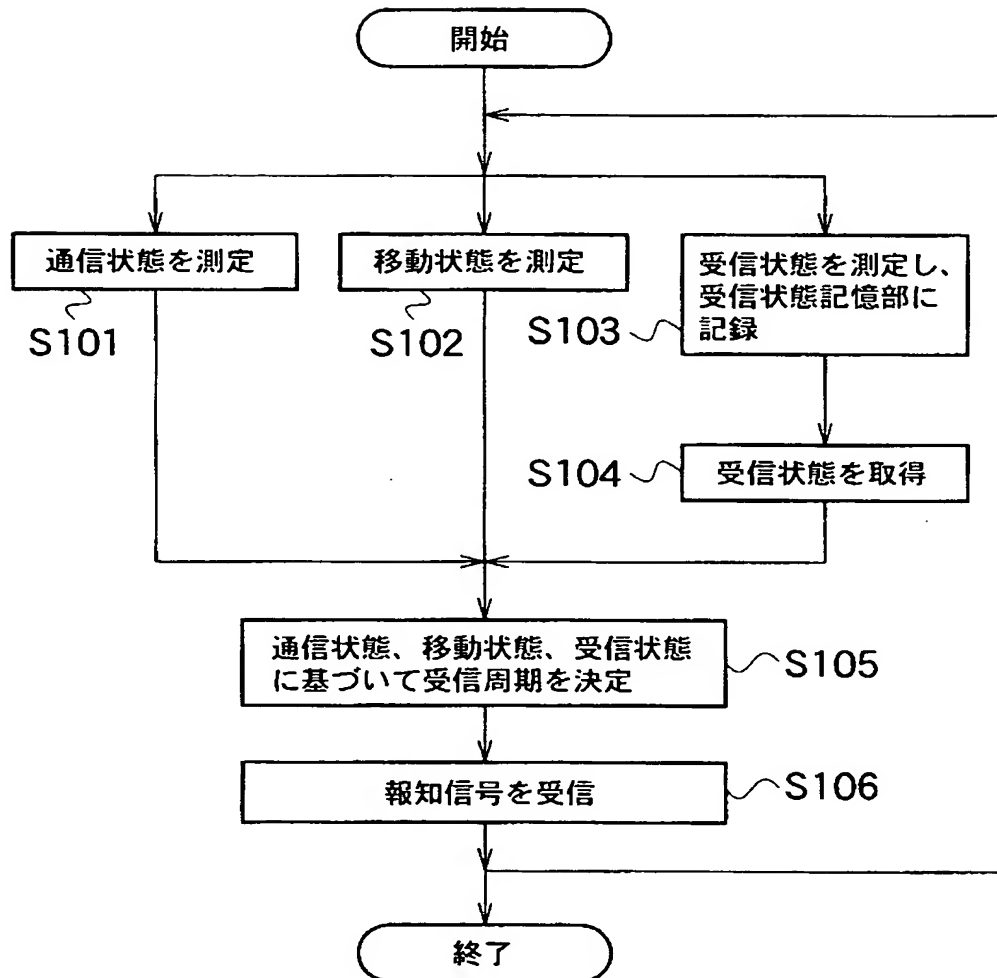 開始
通信状態を測定
S101
移動状態を測定
S102
受信状態を測定し、
受信状態記憶部に
記録
S103
受信状態を取得
S104
通信状態、移動状態、受信状態
に基づいて受信周期を決定
S105
報知信号を受信
S106
終了